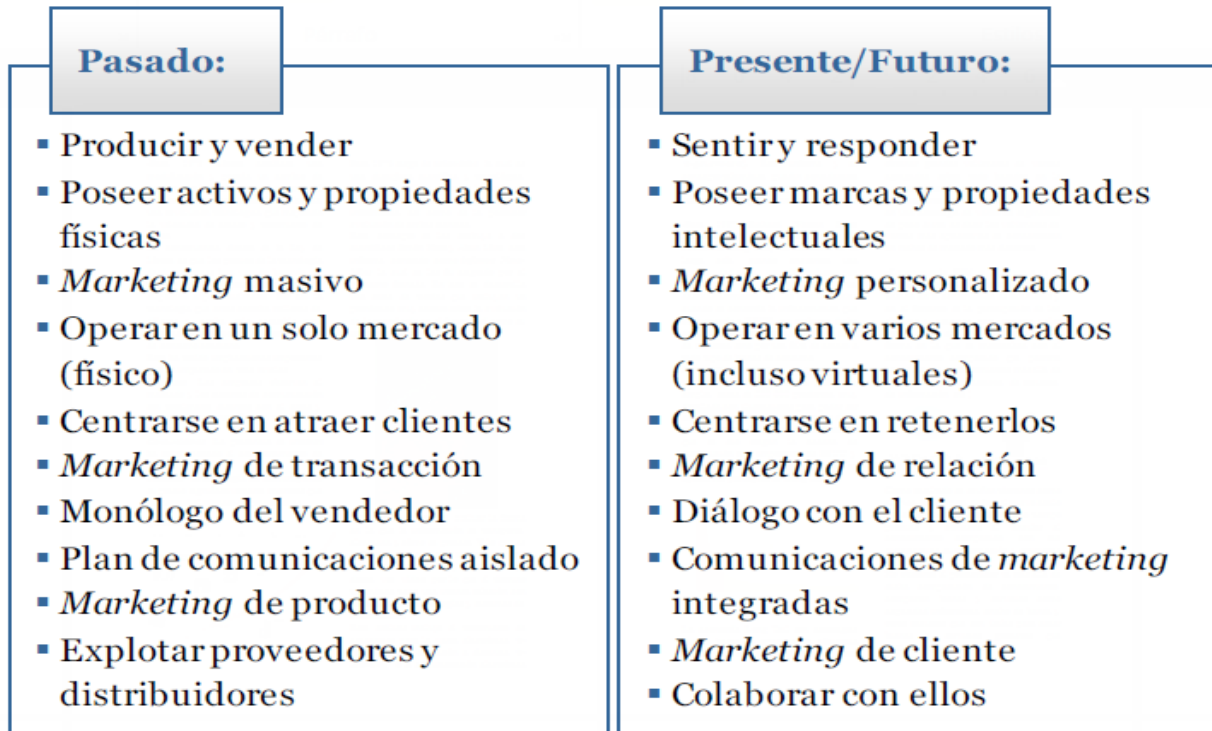 Pasado:
▪ Producir y vender
▪ Poseer activos y propiedades
físicas
▪ Marketing masivo
▪ Operar en un solo mercado
(físico)
▪ Centrarse en atraer clientes
▪ Marketing de transacción
▪ Monólogo del vendedor
▪ Plan de comunicaciones aislado
▪ Marketing de producto
▪ Explotar proveedores y
distribuidores
Presente/Futuro:
▪ Sentir y responder
▪ Poseer marcas y propiedades
intelectuales
▪ Marketing personalizado
▪ Operar en varios mercados
(incluso virtuales)
▪ Centrarse en retenerlos
▪ Marketing de relación
▪ Diálogo con el cliente
▪ Comunicaciones de marketing
integradas
▪ Marketing de cliente
▪ Colaborar con ellos